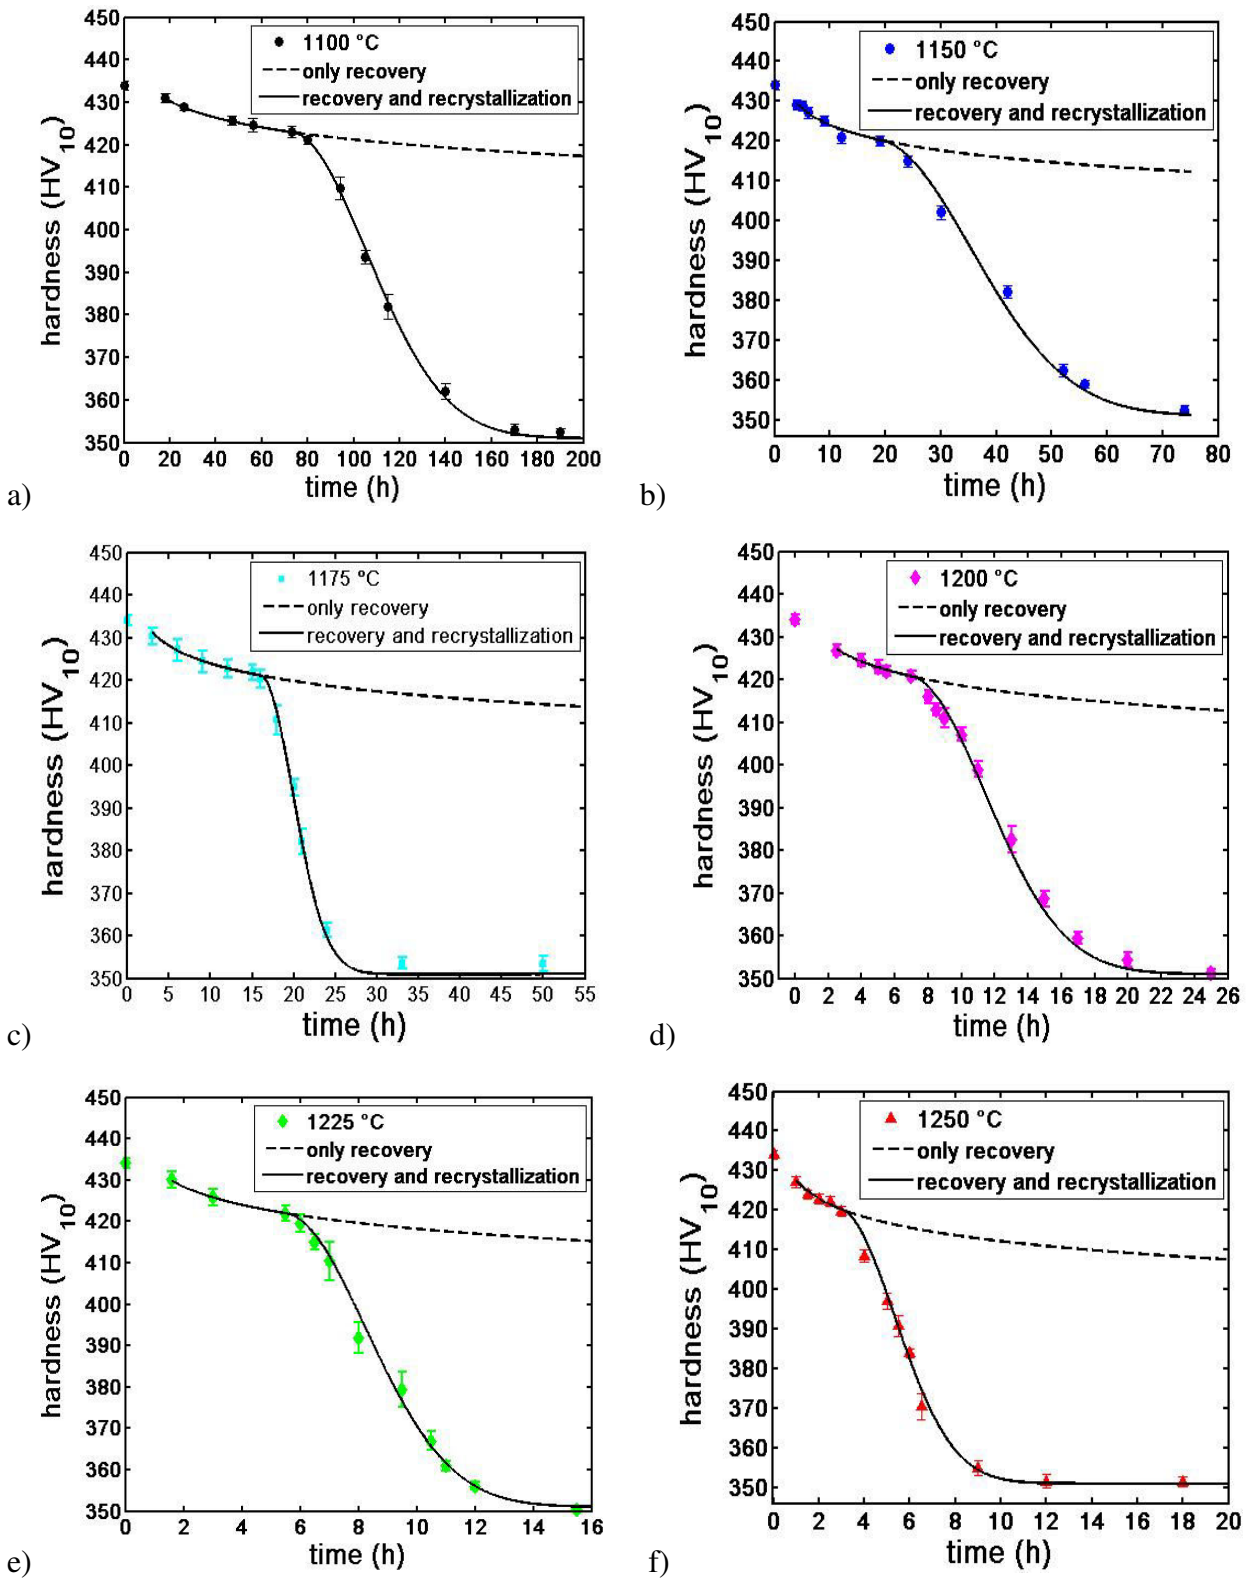 450
440
430
420
410
400
390
380
370
360
350
hardness (HV10)
1100 °C
only recovery
recovery and recrystallization
0 20 40 60 80 100 120 140 160 180 200
time (h)
a)
450
440
430
420
410
400
390
380
370
360
350
hardness (HV10)
1150 °C
only recovery
recovery and recrystallization
0 10 20 30 40 50 60 70 80
time (h)
b)
450
440
430
420
410
400
390
380
370
360
350
hardness (HV10)
1175 °C
only recovery
recovery and recrystallization
0 5 10 15 20 25 30 35 40 45 50 55
time (h)
c)
450
440
430
420
410
400
390
380
370
360
350
hardness (HV10)
1200 °C
only recovery
recovery and recrystallization
0 2 4 6 8 10 12 14 16 18 20 22 24 26
time (h)
d)
450
440
430
420
410
400
390
380
370
360
350
hardness (HV10)
1225 °C
only recovery
recovery and recrystallization
0 2 4 6 8 10 12 14 16
time (h)
e)
450
440
430
420
410
400
390
380
370
360
350
hardness (HV10)
1250 °C
only recovery
recovery and recrystallization
0 2 4 6 8 10 12 14 16 18 20
time (h)
f)